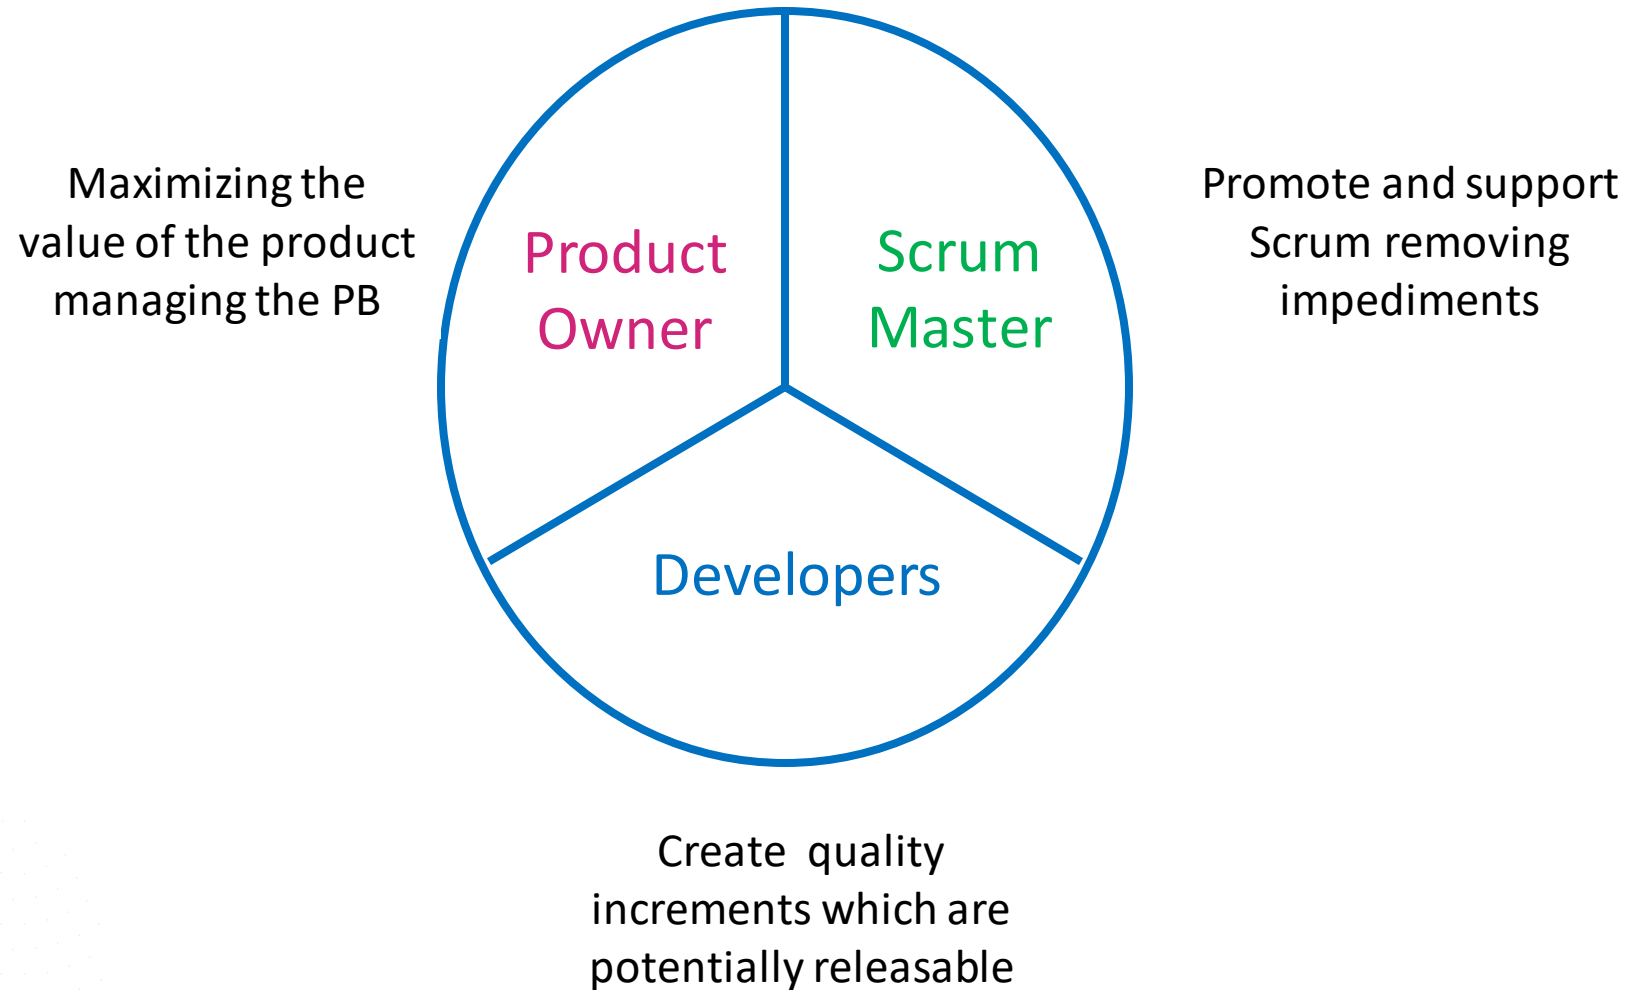 Maximizing the
value of the product
managing the PB
Product
Owner
Scrum
Master
Promote and support
Scrum removing
impediments
Developers
Create quality
increments which are
potentially releasable